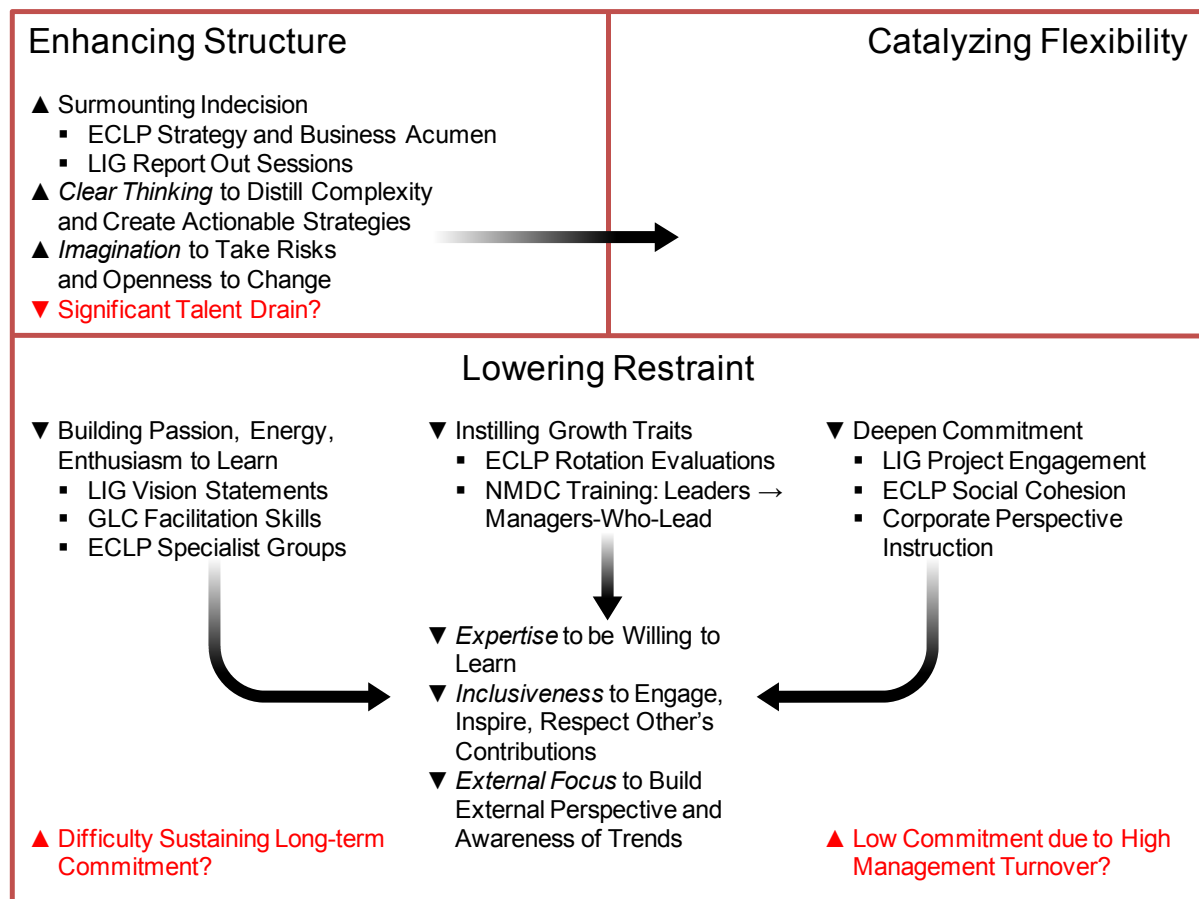 Enhancing Structure
▲ Surmounting Indecision
▪ ECLP Strategy and Business Acumen
▪ LIG Report Out Sessions
▲ Clear Thinking to Distill Complexity
and Create Actionable Strategies
▲ Imagination to Take Risks
and Openness to Change
▼ Significant Talent Drain?
Catalyzing Flexibility
Lowering Restraint
▼ Building Passion, Energy,
Enthusiasm to Learn
▪ LIG Vision Statements
▪ GLC Facilitation Skills
▪ ECLP Specialist Groups
▼ Instilling Growth Traits
▪ ECLP Rotation Evaluations
▪ NMDC Training: Leaders →
Managers-Who-Lead
▼ Deepen Commitment
▪ LIG Project Engagement
▪ ECLP Social Cohesion
▪ Corporate Perspective
Instruction
▼ Expertise to be Willing to
Learn
▼ Inclusiveness to Engage,
Inspire, Respect Other's
Contributions
▼ External Focus to Build
External Perspective and
Awareness of Trends
▲ Difficulty Sustaining Long-term
Commitment?
▲ Low Commitment due to High
Management Turnover?